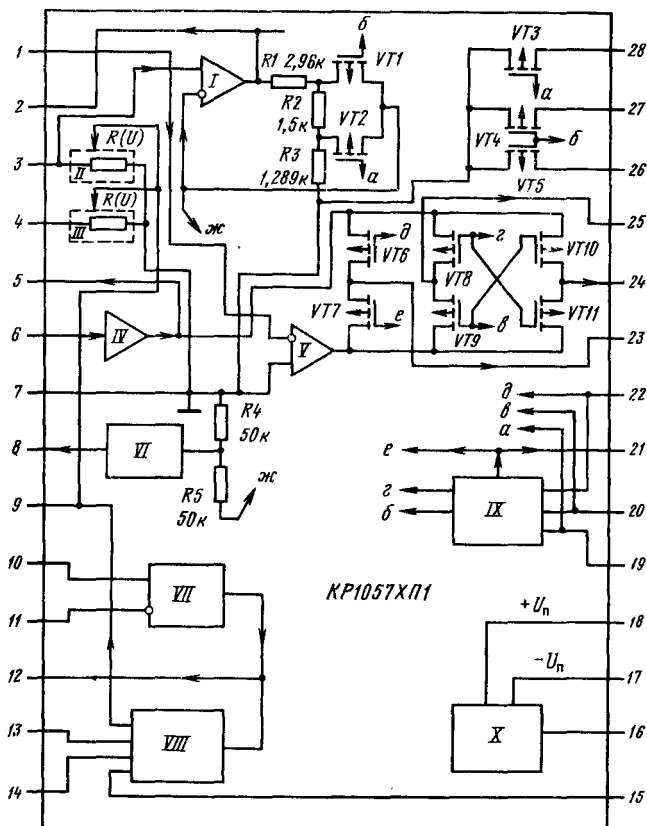 б
1
I
R1 2,96к
VT1
VT3
28
2
R2
1,5к
VT2
а
27
VT4
б
3
R(U)
II
R3
1,289к
а
VT5
26
4
R(U)
III
ж
25
5
д
VT6
г
VT8
VT10
24
6
IV
VT7
е
V
в
VT9
VT11
23
7
R4
50к
д
22
8
VI
в
а
е
21
9
R5
50к
ж
г
б
IX
20
19
10
VII
11
КР1057ХП1
+Uп
18
12
−Uп
17
13
VIII
X
16
14
15